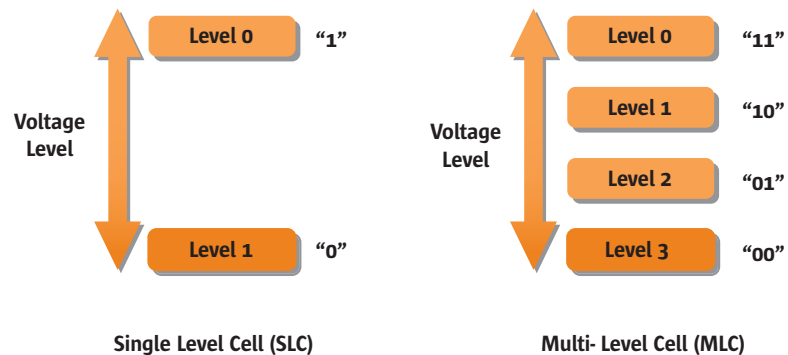 Level 0 “1”
Voltage
Level
Level 1 “0”
Single Level Cell (SLC)
Level 0 “11”
Level 1 “10”
Voltage
Level
Level 2 “01”
Level 3 “00”
Multi- Level Cell (MLC)